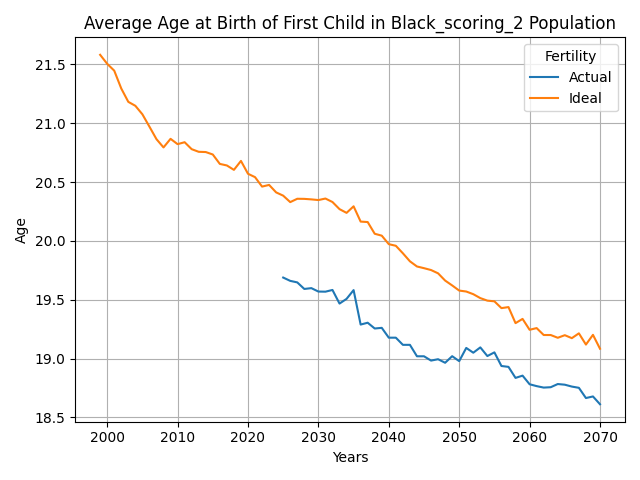 Average Age at Birth of First Child in Black_scoring_2 Population
Fertility
Actual
Ideal
Age
21.5
21.0
20.5
20.0
19.5
19.0
18.5
2000 2010 2020 2030 2040 2050 2060 2070
Years